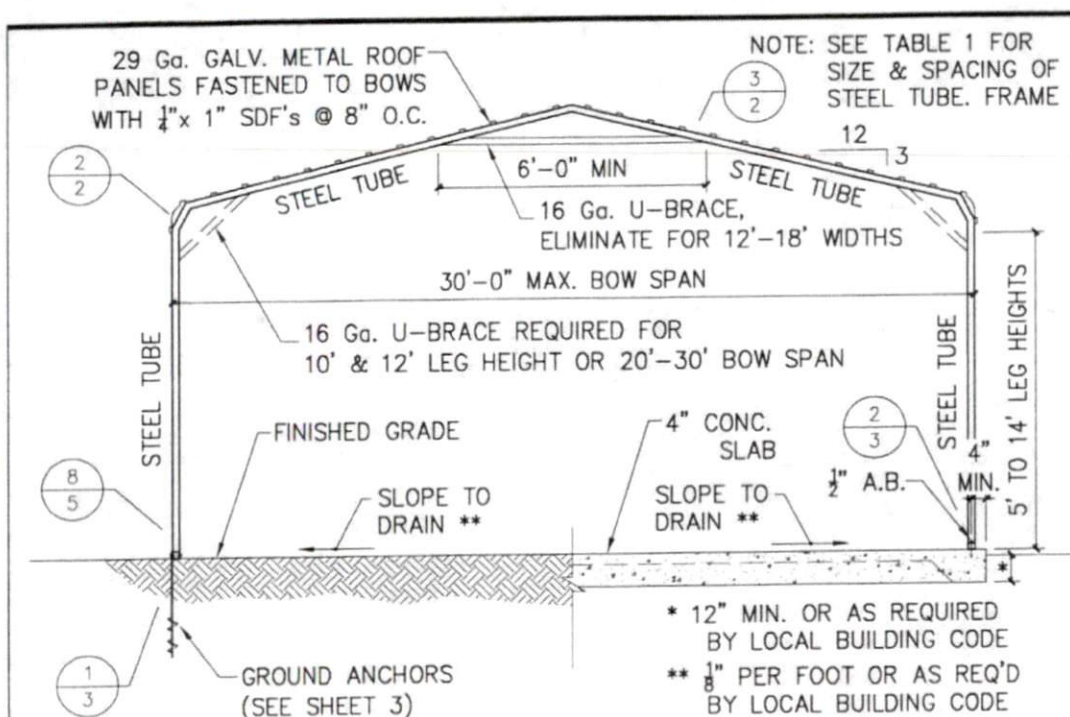 29 Ga. GALV. METAL ROOF
PANELS FASTENED TO BOWS
WITH 1/4"x 1" SDF's @ 8" O.C.
NOTE: SEE TABLE 1 FOR
SIZE & SPACING OF
STEEL TUBE. FRAME
3
2
12
3
2
2
STEEL TUBE
6'-0" MIN
STEEL TUBE
16 Ga. U-BRACE,
ELIMINATE FOR 12'-18' WIDTHS
30'-0" MAX. BOW SPAN
16 Ga. U-BRACE REQUIRED FOR
10' & 12' LEG HEIGHT OR 20'-30' BOW SPAN
STEEL TUBE
STEEL TUBE
5' TO 14' LEG HEIGHTS
FINISHED GRADE
4" CONC.
SLAB
2
3
4"
MIN.
1/2" A.B.
8
5
SLOPE TO
DRAIN **
SLOPE TO
DRAIN **
*
* 12" MIN. OR AS REQUIRED
BY LOCAL BUILDING CODE
** 1/8" PER FOOT OR AS REQ'D
BY LOCAL BUILDING CODE
1
3
GROUND ANCHORS
(SEE SHEET 3)